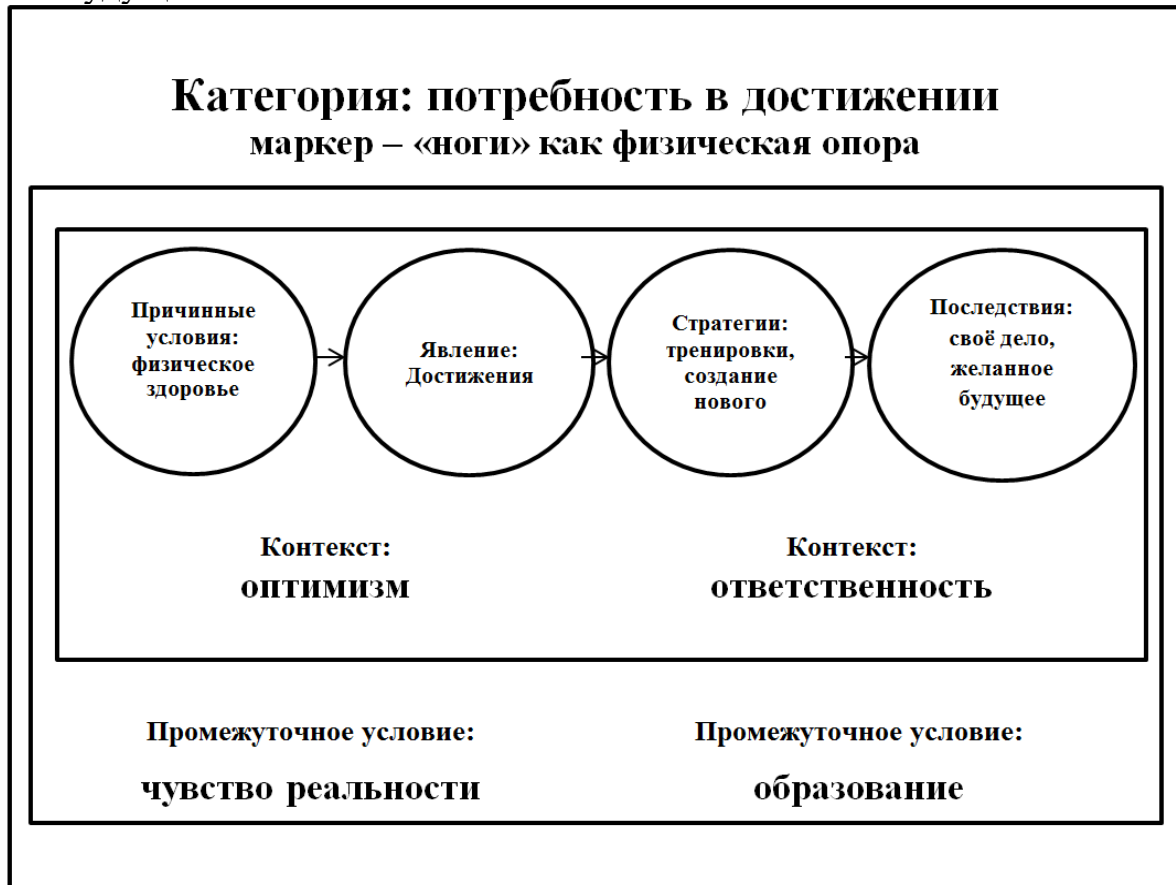 Категория: потребность в достижении
маркер – «ноги» как физическая опора
Причинные
условия:
физическое
здоровье
Явление:
Достижения
Стратегии:
тренировки,
создание
нового
Последствия:
своё дело,
желанное
будущее
Контекст:
оптимизм
Контекст:
ответственность
Промежуточное условие:
чувство реальности
Промежуточное условие:
образование